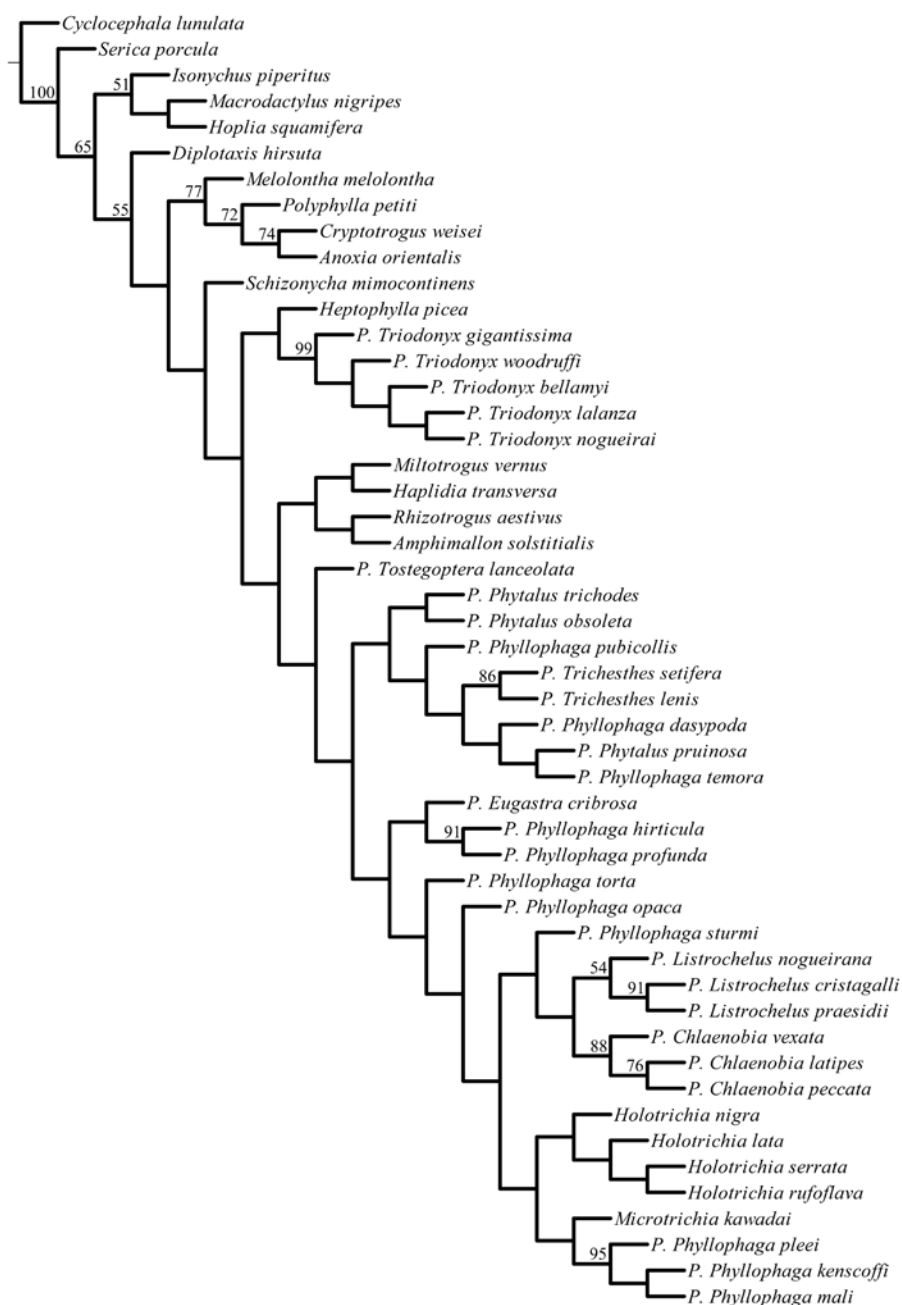 Cyclocephala lunulata
Serica porcula
100
51
Isonychus piperitus
Macrodactylus nigripes
Hoplia squamifera
65
Diplotaxis hirsuta
55
77
Melolontha melolontha
72
Polyphylla petiti
74
Cryptotrogus weisei
Anoxia orientalis
Schizonycha mimocontinens
Heptophylla picea
99
P. Triodonyx gigantissima
P. Triodonyx woodruffi
P. Triodonyx bellamyi
P. Triodonyx lalanza
P. Triodonyx nogueirai
Miltotrogus vernus
Haplidia transversa
Rhizotrogus aestivus
Amphimallon solstitialis
P. Tostegoptera lanceolata
P. Phytalus trichodes
P. Phytalus obsoleta
P. Phyllophaga pubicollis
86
P. Trichesthes setifera
P. Trichesthes lenis
P. Phyllophaga dasypoda
P. Phytalus pruinosa
P. Phyllophaga temora
P. Eugastra cribrosa
91
P. Phyllophaga hirticula
P. Phyllophaga profunda
P. Phyllophaga torta
P. Phyllophaga opaca
P. Phyllophaga sturmi
54
P. Listrochelus nogueirana
91
P. Listrochelus cristagalli
P. Listrochelus praesidii
88
P. Chlaenobia vexata
76
P. Chlaenobia latipes
P. Chlaenobia peccata
Holotrichia nigra
Holotrichia lata
Holotrichia serrata
Holotrichia rufoflava
Microtrichia kawadai
95
P. Phyllophaga pleei
P. Phyllophaga kenscoffi
P. Phyllophaga mali